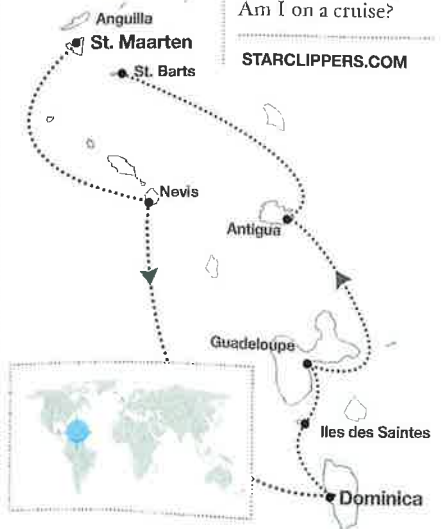 Am I on a cruise?
STARCLIPPERS.COM
Anguilla
St. Maarten
St. Barts
Nevis
Antigua
Guadeloupe
Iles des Saintes
Dominica